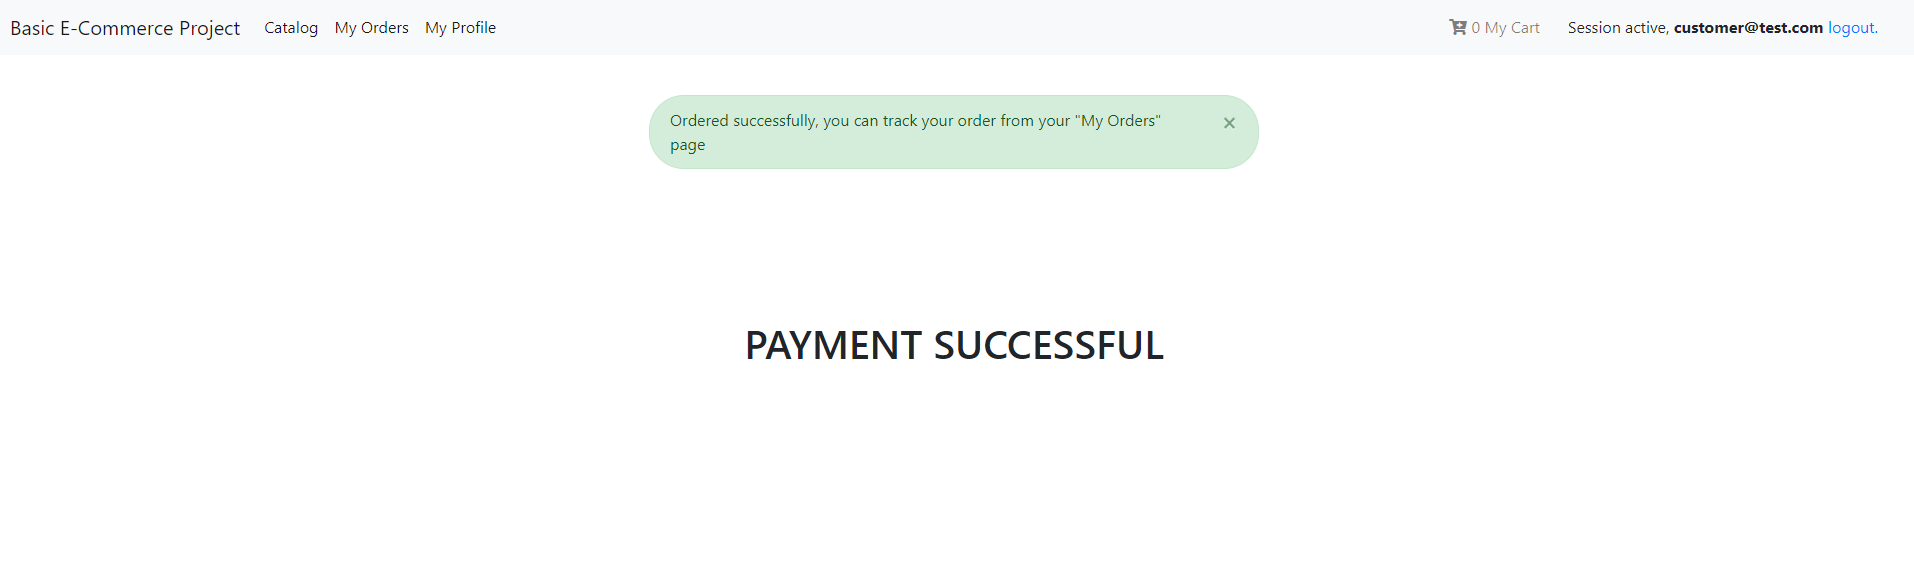 Basic E-Commerce Project Catalog My Orders My Profile 0 My Cart Session active, customer@test.com logout.
Ordered successfully, you can track your order from your "My Orders" ×
page
PAYMENT SUCCESSFUL